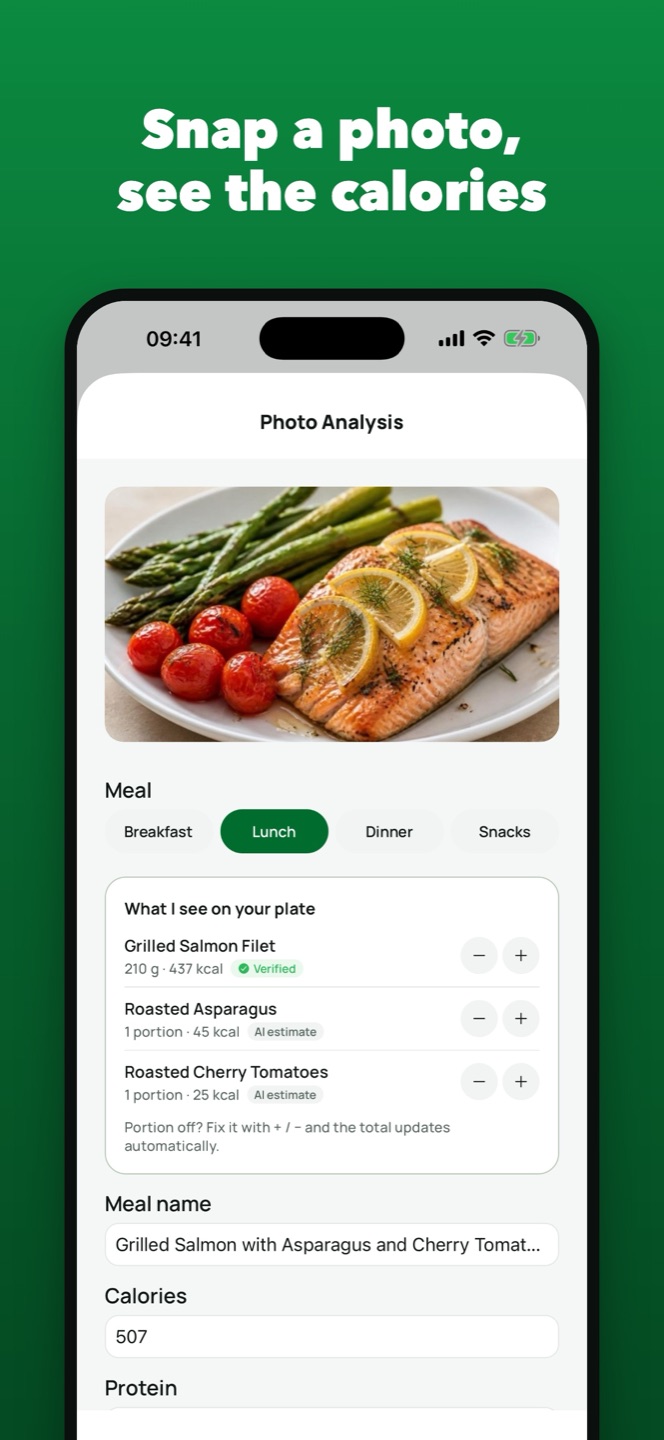 Snap a photo,
see the calories
09:41
Photo Analysis
Meal
Breakfast
Lunch
Dinner
Snacks
What I see on your plate
Grilled Salmon Filet
210 g · 437 kcal Verified
− +
Roasted Asparagus
1 portion · 45 kcal AI estimate
− +
Roasted Cherry Tomatoes
1 portion · 25 kcal AI estimate
− +
Portion off? Fix it with + / − and the total updates
automatically.
Meal name
Grilled Salmon with Asparagus and Cherry Tomat...
Calories
507
Protein